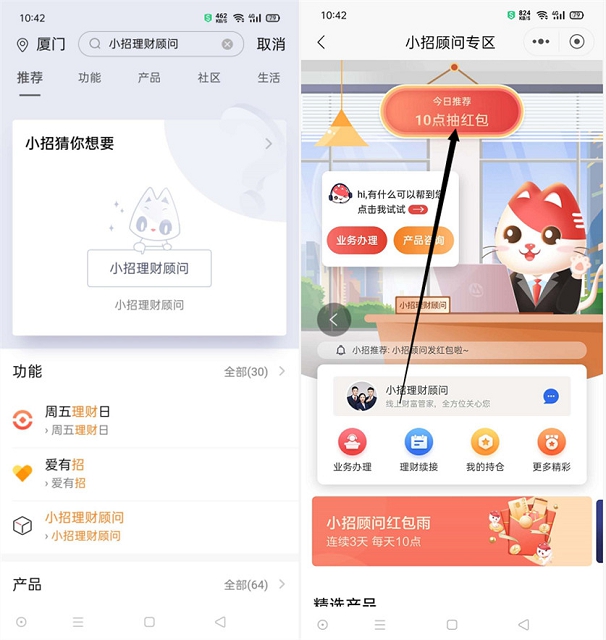 10:42
462 KB/S
4G
79
厦门
小招理财顾问
取消
推荐
功能
产品
社区
生活
小招猜你想要
小招理财顾问
小招理财顾问
功能
全部(30)
周五理财日
› 周五理财日
爱有招
› 爱有招
小招理财顾问
› 小招理财顾问
产品
全部(64)
10:42
824 KB/S
4G
79
小招顾问专区
今日推荐
10点抽红包
hi,有什么可以帮到您
点击我试试
业务办理
产品咨询
小招理财顾问
小招推荐: 小招顾问发红包啦~
小招理财顾问
线上财富管家，全方位关心您
业务办理
理财续接
我的持仓
更多精彩
小招顾问红包雨
连续3天 每天10点
精选产品